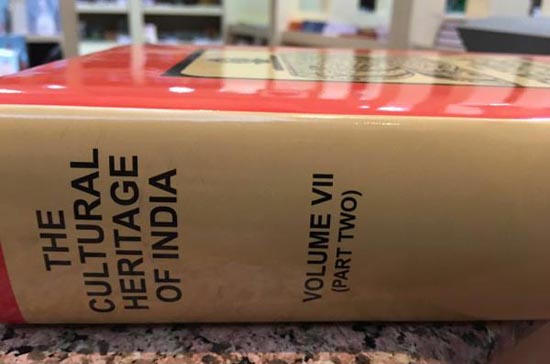 THE
CULTURAL
HERITAGE
OF INDIA
VOLUME VII
(PART TWO)